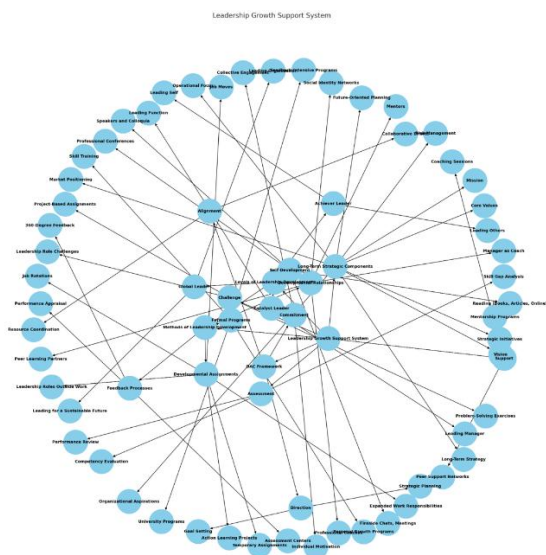 Leadership Growth Support System
Social Identity Networks
Operational Focus
Job Moves
Leading Self
Future-Oriented Planning
Mentors
Leading Function
Speakers and Colloquia
Professional Conferences
Skill Training
Coaching Sessions
Market Positioning
Mission
Project-Based Assignments
Core Values
Alignment
Achiever Leader
360-Degree Feedback
Leading Others
Leadership Role Challenges
Manager as Coach
Long-Term Strategic Components
Self Development
Job Rotations
Skill Gap Analysis
Global Leader
Challenge
Performance Appraisal
Catalyst Leader
Commitment
Mentorship Programs
Formal Programs
Methods of Leadership Development
Resource Coordination
Leadership Growth Support System
Strategic Initiatives
Peer Learning Partners
Support
DAC Framework
Developmental Assignments
Leadership Roles Outside Work
Feedback Processes
Assessment
Leading for a Sustainable Future
Problem-Solving Exercises
Leading Manager
Performance Review
Competency Evaluation
Long-Term Strategy
Peer Support Networks
Strategic Planning
Organizational Aspirations
Expanded Work Responsibilities
Direction
University Programs
Goal Setting
Action Learning Projects
Assessment Centers
Temporary Assignments
Individual Motivation